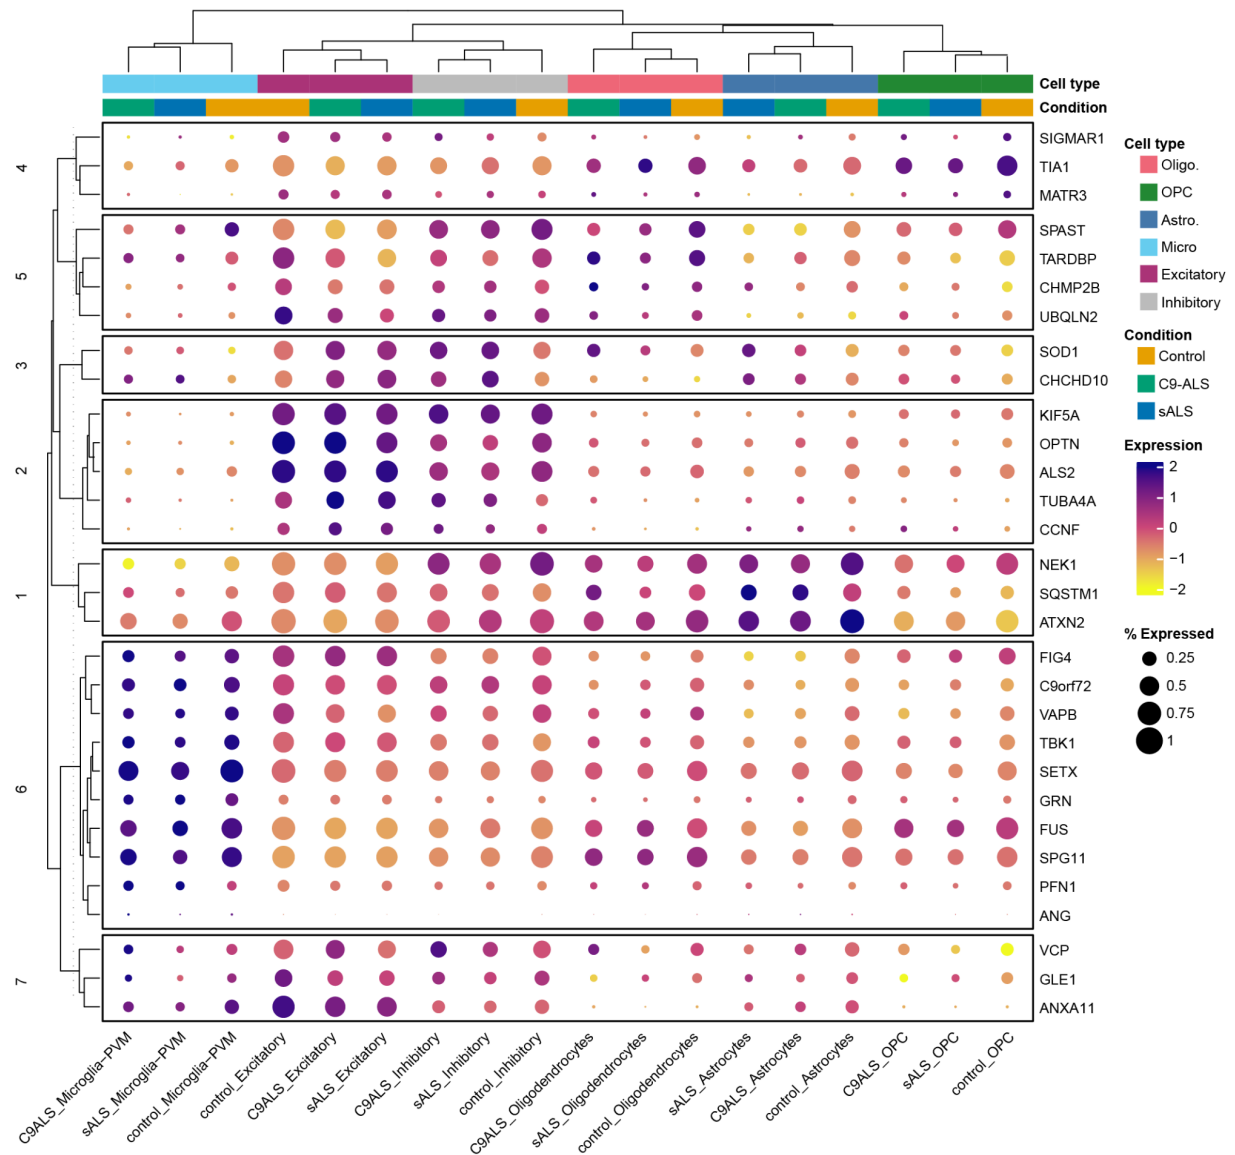 Cell type
Condition
SIGMAR1
4
TIA1
MATR3
SPAST
5
TARDBP
CHMP2B
UBQLN2
SOD1
3
CHCHD10
KIF5A
OPTN
2
ALS2
TUBA4A
CCNF
NEK1
1
SQSTM1
ATXN2
FIG4
C9orf72
VAPB
TBK1
6
SETX
GRN
FUS
SPG11
PFN1
ANG
VCP
7
GLE1
ANXA11
C9ALS_Microglia-PVM
sALS_Microglia-PVM
control_Microglia-PVM
control_Excitatory
C9ALS_Excitatory
sALS_Excitatory
C9ALS_Inhibitory
sALS_Inhibitory
control_Inhibitory
C9ALS_Oligodendrocytes
sALS_Oligodendrocytes
control_Oligodendrocytes
sALS_Astrocytes
C9ALS_Astrocytes
control_Astrocytes
C9ALS_OPC
sALS_OPC
control_OPC
Cell type
Oligo.
OPC
Astro.
Micro
Excitatory
Inhibitory
Condition
Control
C9-ALS
sALS
Expression
2
1
0
−1
−2
% Expressed
0.25
0.5
0.75
1